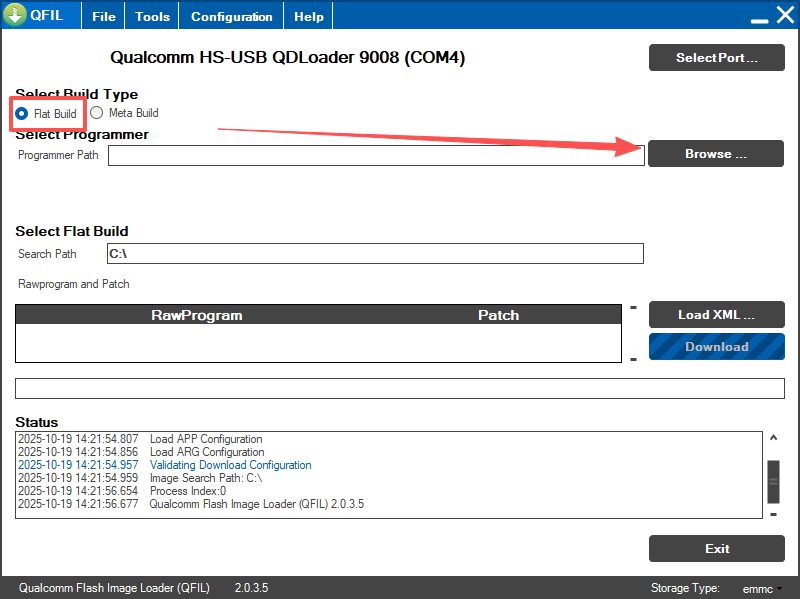 QFIL File Tools Configuration Help
Qualcomm HS-USB QDLoader 9008 (COM4) Select Port ...
Select Build Type
Flat Build Meta Build
Select Programmer
Programmer Path Browse ...
Select Flat Build
Search Path C:\
Rawprogram and Patch
RawProgram Patch Load XML ...
Download
Status
2025-10-19 14:21:54.807 Load APP Configuration
2025-10-19 14:21:54.856 Load ARG Configuration
2025-10-19 14:21:54.957 Validating Download Configuration
2025-10-19 14:21:54.959 Image Search Path: C:\
2025-10-19 14:21:56.654 Process Index:0
2025-10-19 14:21:56.677 Qualcomm Flash Image Loader (QFIL) 2.0.3.5
Exit
Qualcomm Flash Image Loader (QFIL) 2.0.3.5 Storage Type: emmc